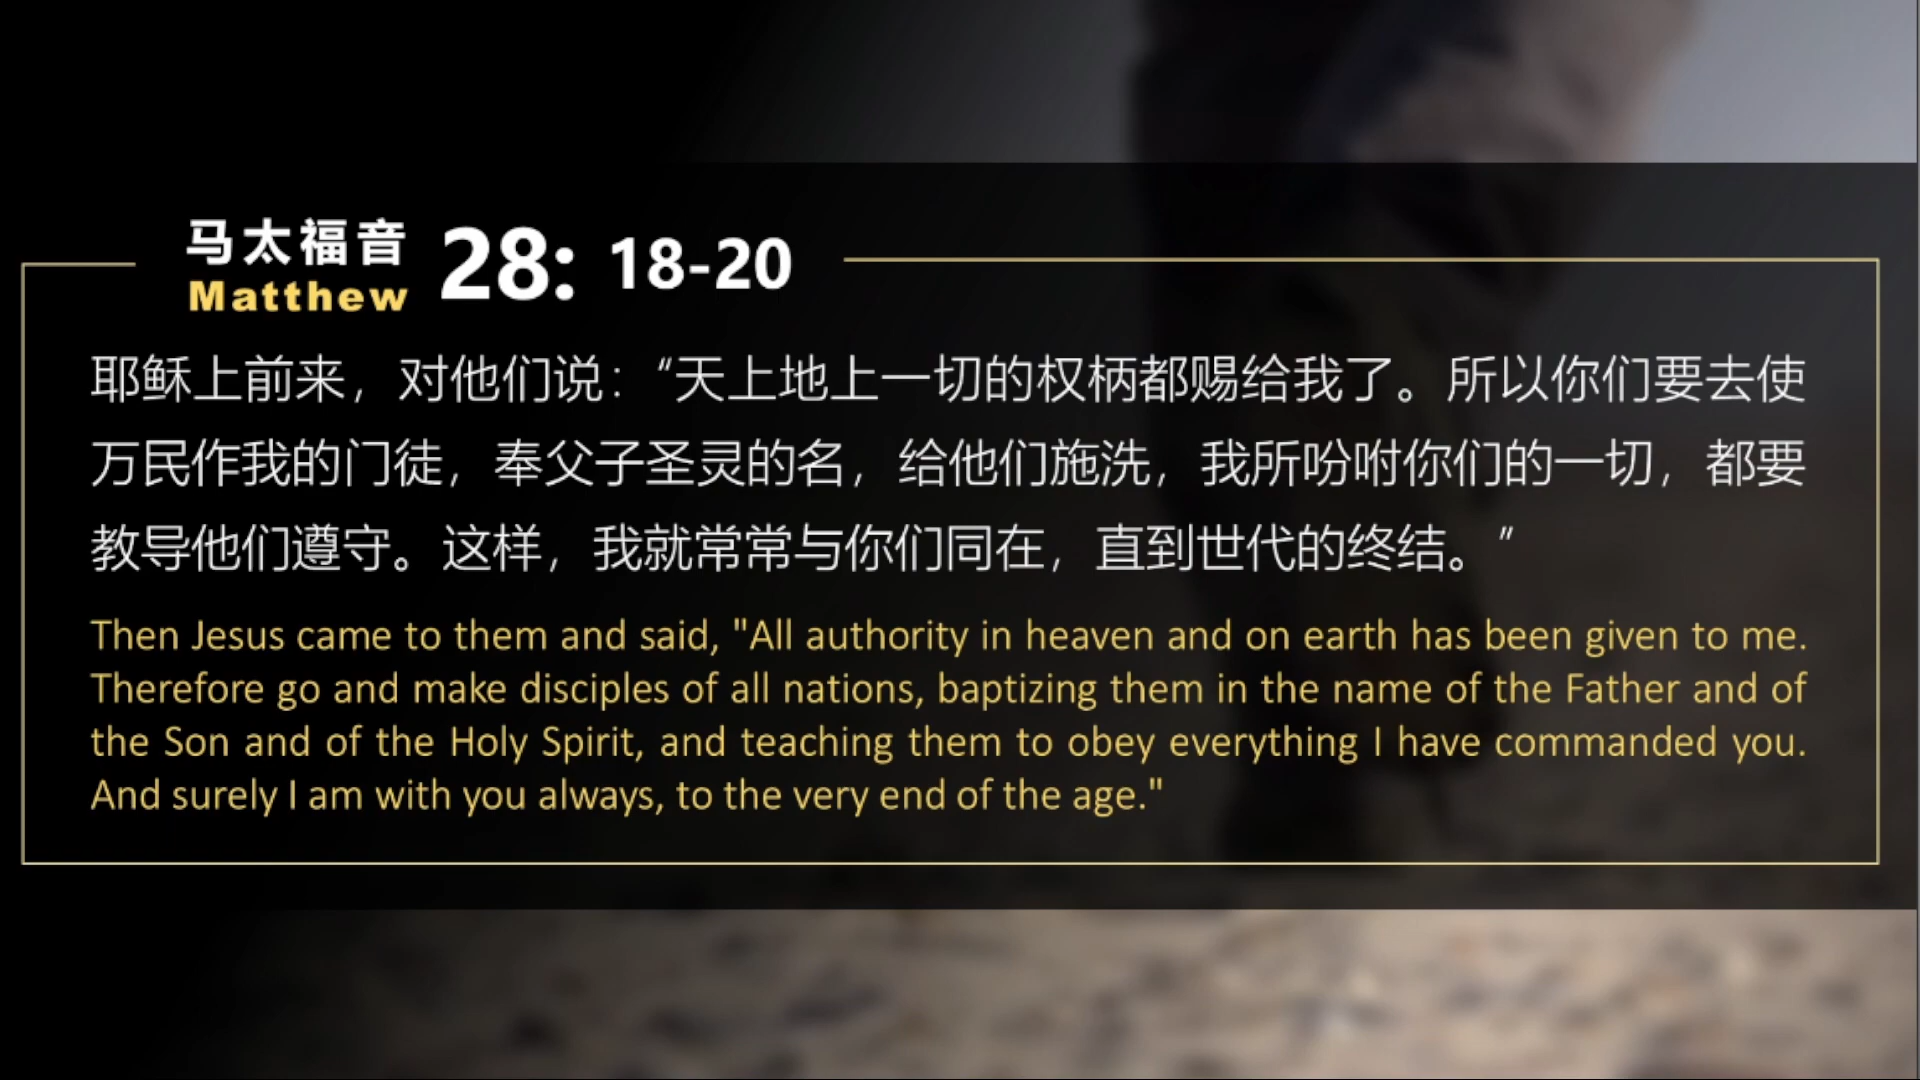 马太福音
Matthew
28: 18-20
耶稣上前来，对他们说：“天上地上一切的权柄都赐给我了。所以你们要去使
万民作我的门徒，奉父子圣灵的名，给他们施洗，我所吩咐你们的一切，都要
教导他们遵守。这样，我就常常与你们同在，直到世代的终结。”
Then Jesus came to them and said, "All authority in heaven and on earth has been given to me.
Therefore go and make disciples of all nations, baptizing them in the name of the Father and of
the Son and of the Holy Spirit, and teaching them to obey everything I have commanded you.
And surely I am with you always, to the very end of the age."